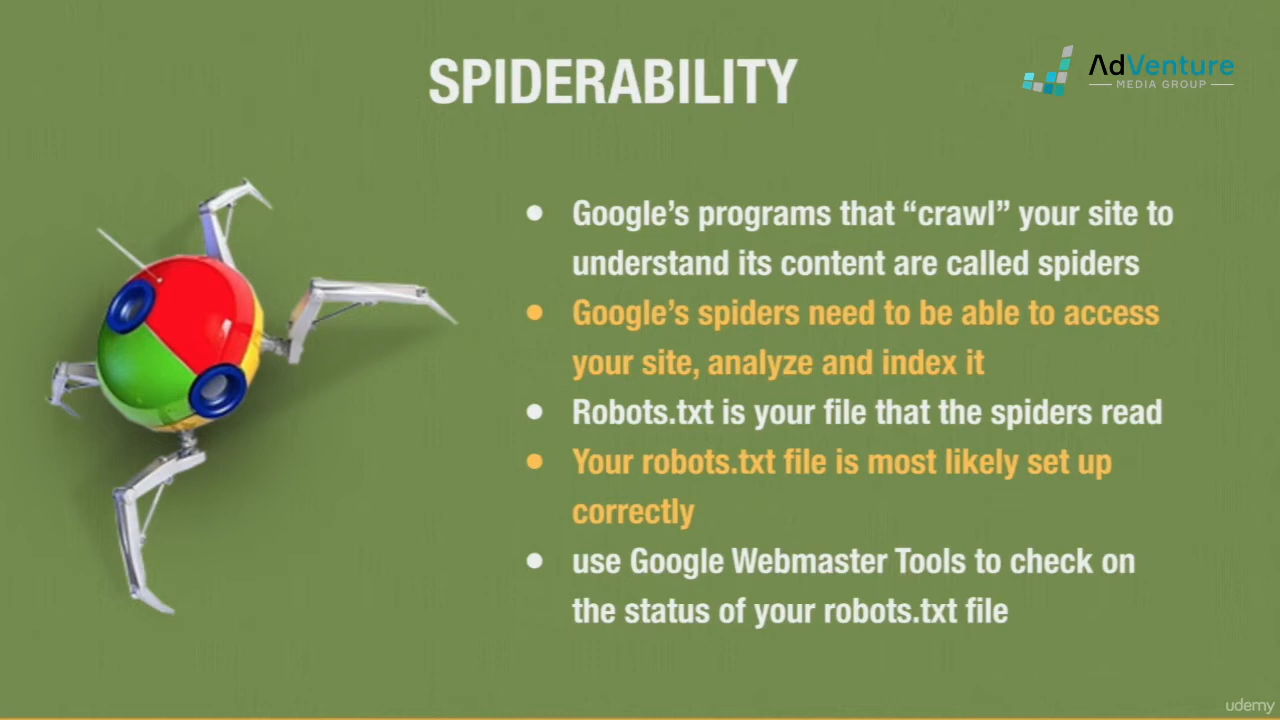 SPIDERABILITY
AdVenture
MEDIA GROUP
• Google’s programs that “crawl” your site to
understand its content are called spiders
• Google’s spiders need to be able to access
your site, analyze and index it
• Robots.txt is your file that the spiders read
• Your robots.txt file is most likely set up
correctly
• use Google Webmaster Tools to check on
the status of your robots.txt file
udemy